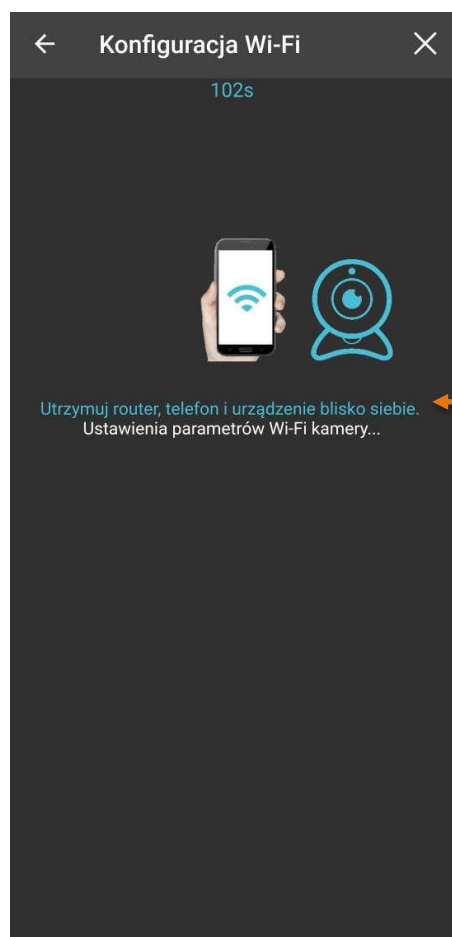 Konfiguracja Wi-Fi
102s
Utrzymuj router, telefon i urządzenie blisko siebie.
Ustawienia parametrów Wi-Fi kamery...